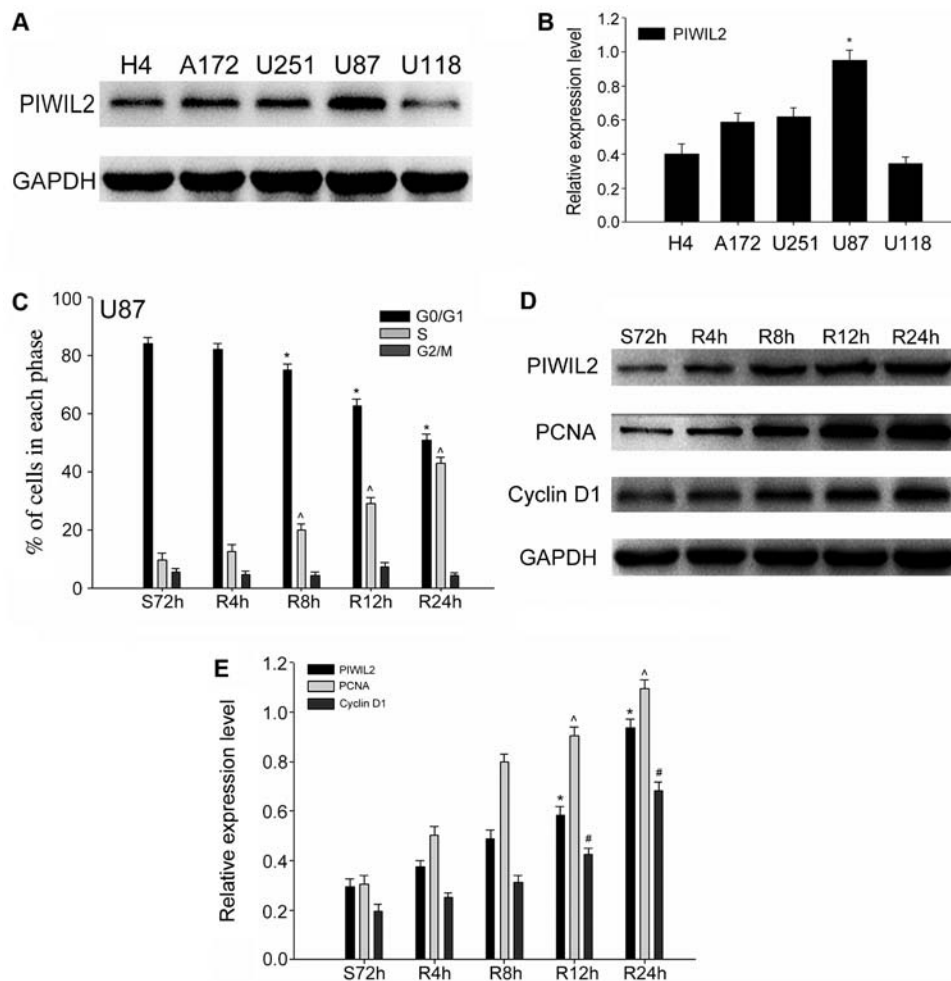 A
H4 A172 U251 U87 U118
PIWIL2
GAPDH
B
PIWIL2
*
Relative expression level
1.2
1.0
0.8
0.6
0.4
0.2
0.0
H4 A172 U251 U87 U118
C
U87
G0/G1
S
G2/M
% of cells in each phase
100
80
60
40
20
0
* * *
^ ^ ^
S72h R4h R8h R12h R24h
D
S72h R4h R8h R12h R24h
PIWIL2
PCNA
Cyclin D1
GAPDH
E
PIWIL2
PCNA
Cyclin D1
Relative expression level
1.2
1.0
0.8
0.6
0.4
0.2
0.0
* ^ #
* ^ #
S72h R4h R8h R12h R24h